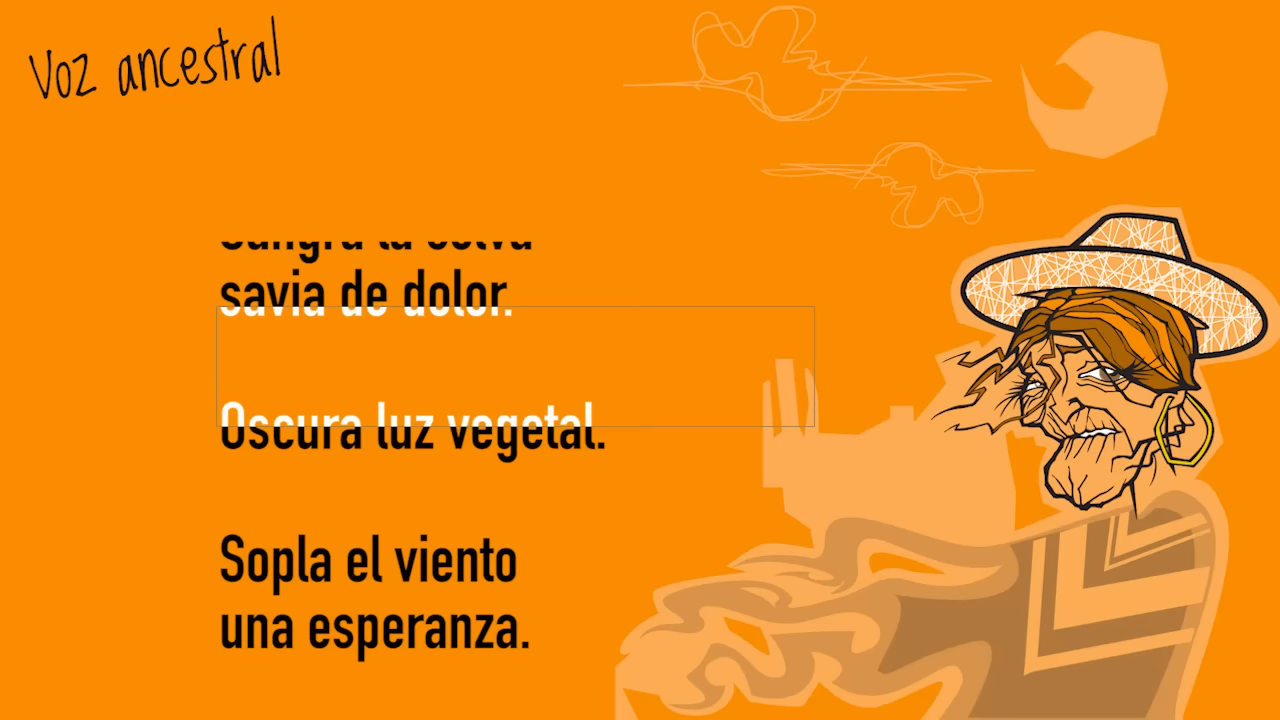 Voz ancestral
savia de dolor.
Oscura luz vegetal.
Sopla el viento
una esperanza.